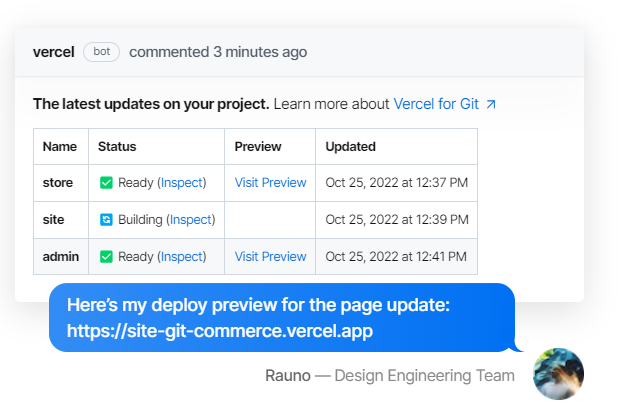 vercel bot commented 3 minutes ago
The latest updates on your project. Learn more about Vercel for Git ↗
Name Status Preview Updated
store Ready (Inspect) Visit Preview Oct 25, 2022 at 12:37 PM
site Building (Inspect) Oct 25, 2022 at 12:39 PM
admin Ready (Inspect) Visit Preview Oct 25, 2022 at 12:41 PM
Here’s my deploy preview for the page update:
https://site-git-commerce.vercel.app
Rauno — Design Engineering Team